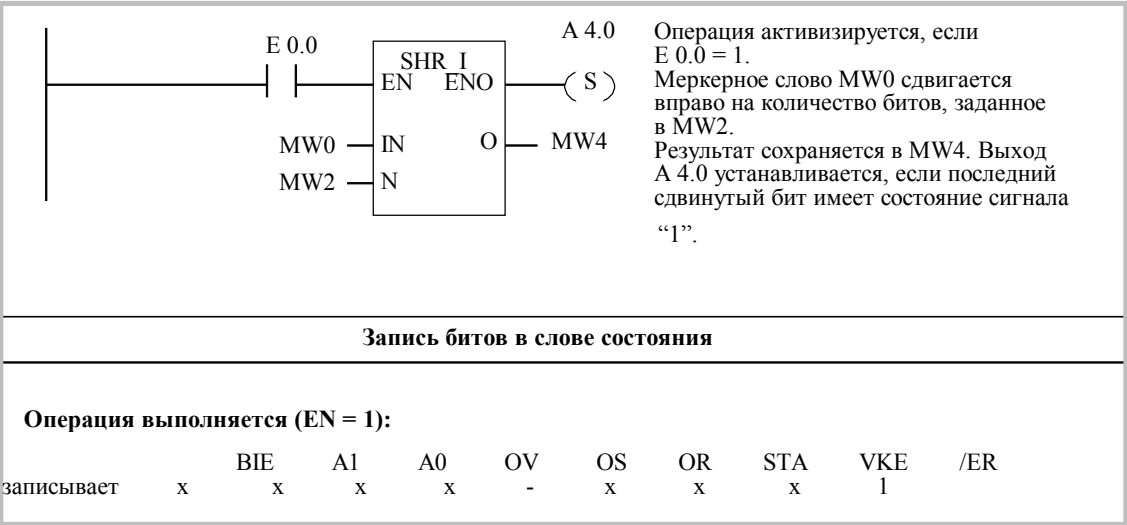 E 0.0
A 4.0
SHR I
EN ENO
( S )
MW0
IN
O
MW4
MW2
N
Операция активизируется, если
E 0.0 = 1.
Меркерное слово MW0 сдвигается
вправо на количество битов, заданное
в MW2.
Результат сохраняется в MW4. Выход
A 4.0 устанавливается, если последний
сдвинутый бит имеет состояние сигнала
“1”.
Запись битов в слове состояния
Операция выполняется (EN = 1):
BIE A1 A0 OV OS OR STA VKE /ER
записывает x x x x - x x x 1